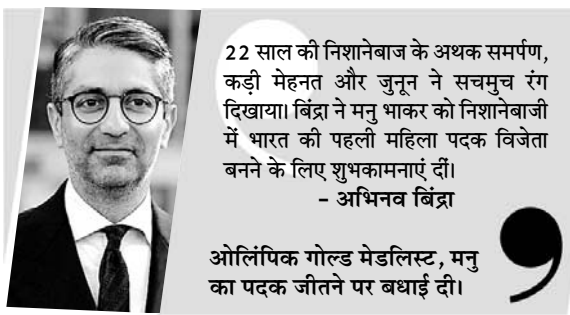 22 साल की निशानेबाज के अथक समर्पण,
कड़ी मेहनत और जुनून ने सचमुच रंग
दिखाया। बिंद्रा ने मनु भाकर को निशानेबाजी
में भारत की पहली महिला पदक विजेता
बनने के लिए शुभकामनाएं दीं।
– अभिनव बिंद्रा
ओलिंपिक गोल्ड मेडलिस्ट, मनु
का पदक जीतने पर बधाई दी।